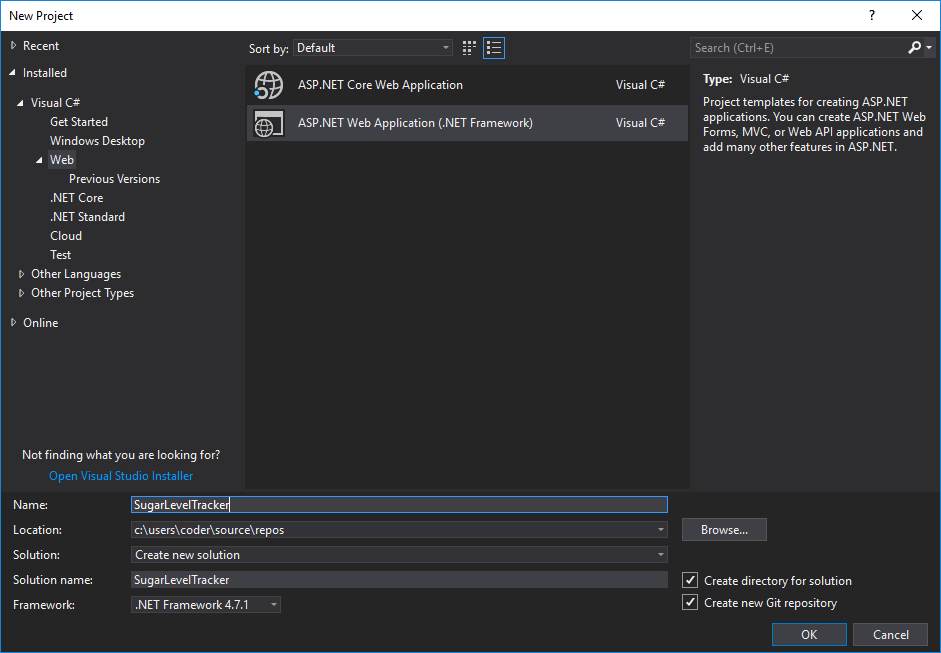 New Project
?
Recent
Installed
Visual C#
Get Started
Windows Desktop
Web
Previous Versions
.NET Core
.NET Standard
Cloud
Test
Other Languages
Other Project Types
Online
Not finding what you are looking for?
Open Visual Studio Installer
Sort by: Default
ASP.NET Core Web Application Visual C#
ASP.NET Web Application (.NET Framework) Visual C#
Search (Ctrl+E)
Type: Visual C#
Project templates for creating ASP.NET
applications. You can create ASP.NET Web
Forms, MVC, or Web API applications and
add many other features in ASP.NET.
Name: SugarLevelTracker
Location: c:\users\coder\source\repos
Browse...
Solution: Create new solution
Solution name: SugarLevelTracker
Create directory for solution
Framework: .NET Framework 4.7.1
Create new Git repository
OK Cancel